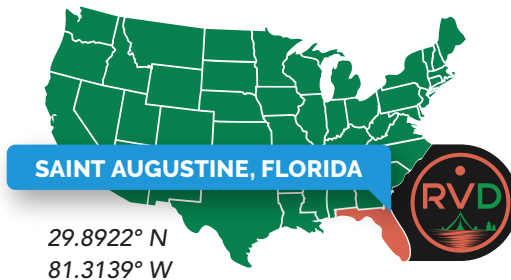 SAINT AUGUSTINE, FLORIDA
RVD
29.8922° N
81.3139° W